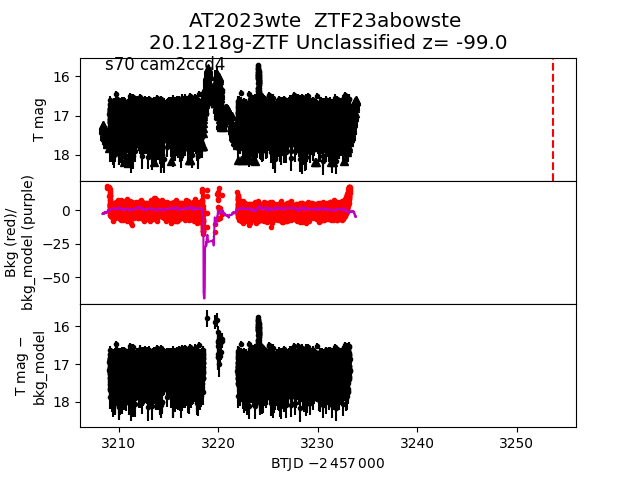 AT2023wte  ZTF23abowste
20.1218g-ZTF Unclassified z= -99.0
s70 cam2ccd4
T mag
16
17
18
Bkg (red)/
bkg_model (purple)
0
−25
−50
T mag −
bkg_model
16
17
18
3210
3220
3230
3240
3250
BTJD −2 457 000